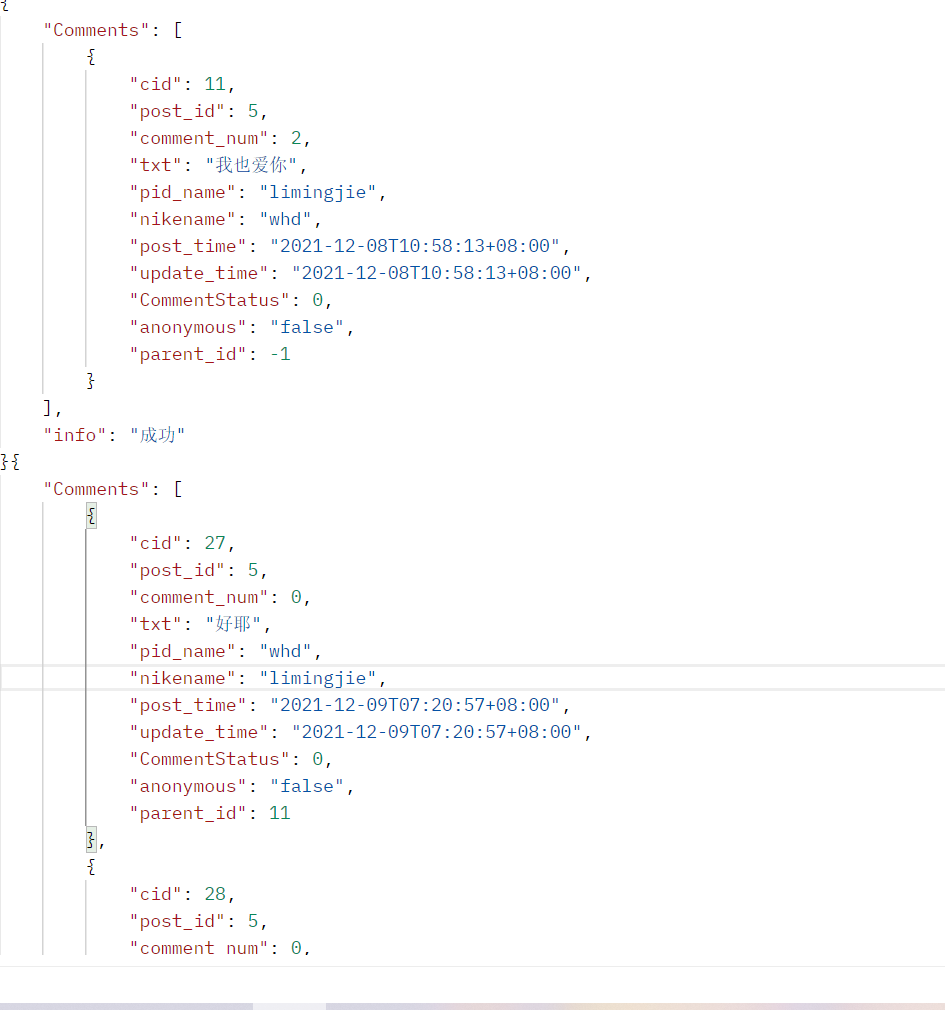 {
"Comments": [
{
"cid": 11,
"post_id": 5,
"comment_num": 2,
"txt": "我也爱你",
"pid_name": "limingjie",
"nikename": "whd",
"post_time": "2021-12-08T10:58:13+08:00",
"update_time": "2021-12-08T10:58:13+08:00",
"CommentStatus": 0,
"anonymous": "false",
"parent_id": -1
}
],
"info": "成功"
}{
"Comments": [
{
"cid": 27,
"post_id": 5,
"comment_num": 0,
"txt": "好耶",
"pid_name": "whd",
"nikename": "limingjie",
"post_time": "2021-12-09T07:20:57+08:00",
"update_time": "2021-12-09T07:20:57+08:00",
"CommentStatus": 0,
"anonymous": "false",
"parent_id": 11
},
{
"cid": 28,
"post_id": 5,
"comment_num": 0,